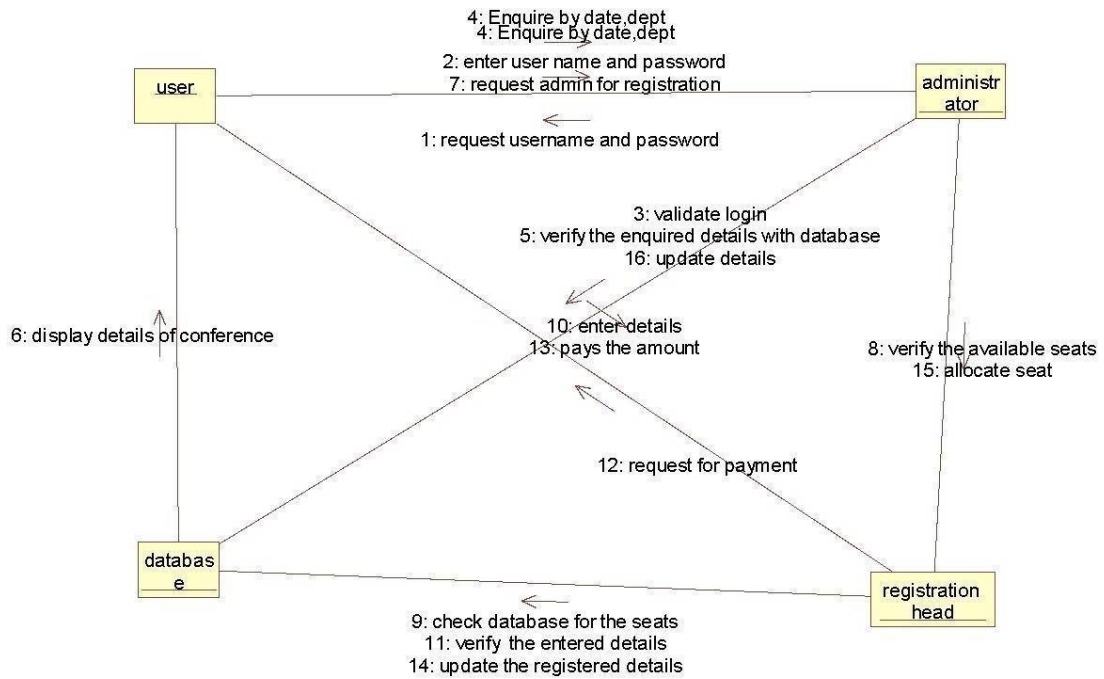 4: Enquire by date,dept
4: Enquire by date,dept
2: enter user name and password
7: request admin for registration
user
administr
ator
1: request username and password
3: validate login
5: verify the enquired details with database
16: update details
10: enter details
13: pays the amount
6: display details of conference
8: verify the available seats
15: allocate seat
12: request for payment
databas
e
registration
head
9: check database for the seats
11: verify the entered details
14: update the registered details